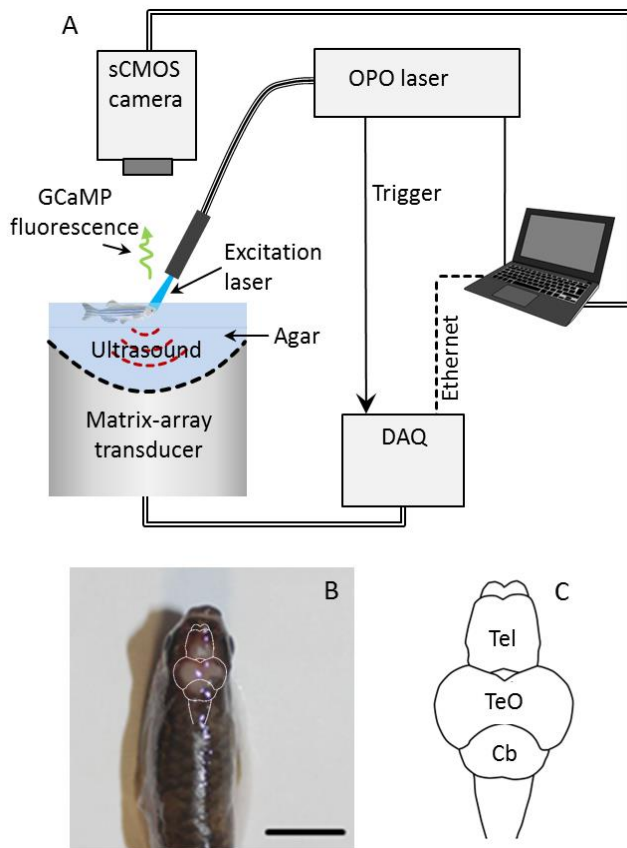 A
sCMOS
camera
OPO laser
GCaMP
fluorescence
Trigger
Excitation
laser
Ultrasound
Agar
Ethernet
Matrix-array
transducer
DAQ
B
C
Tel
TeO
Cb